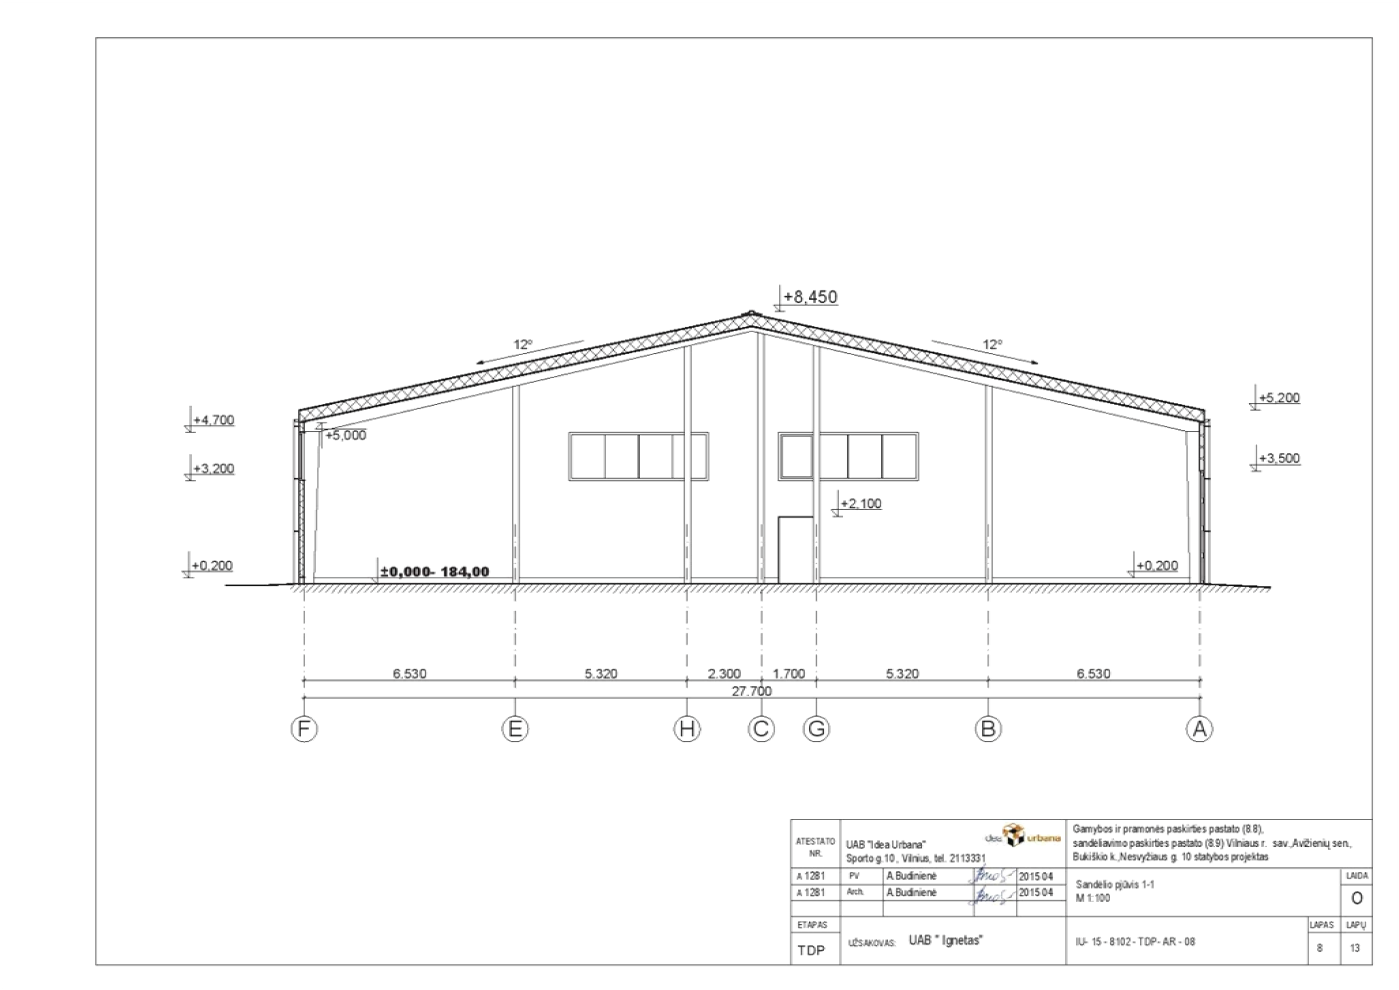 +8,450
12°
12°
+4,700
+5,000
+5,200
+3,200
+3,500
+2,100
+0,200
±0,000- 184,00
+0,200
6.530
5.320
2.300
1.700
5.320
6.530
27.700
F
E
H
C
G
B
A
ATESTATO
NR.
UAB "Idea Urbana"
Sporto g.10, Vilnius, tel. 2113331
idea urbana
Gamybos ir pramonės paskirties pastato (8.8),
sandėliavimo paskirties pastato (8.9) Vilniaus r. sav.,Avižienių sen.,
Bukiškio k.,Nesvyžiaus g. 10 statybos projektas
A 1281 PV A.Budinienė 2015 04
A 1281 Arch. A.Budinienė 2015 04
Sandėlio pjūvis 1-1
M 1:100
LAIDA
O
ETAPAS
TDP
UŽSAKOVAS: UAB " Ignetas"
IU- 15 - 8102 - TDP- AR - 08
LAPAS LAPŲ
8 13